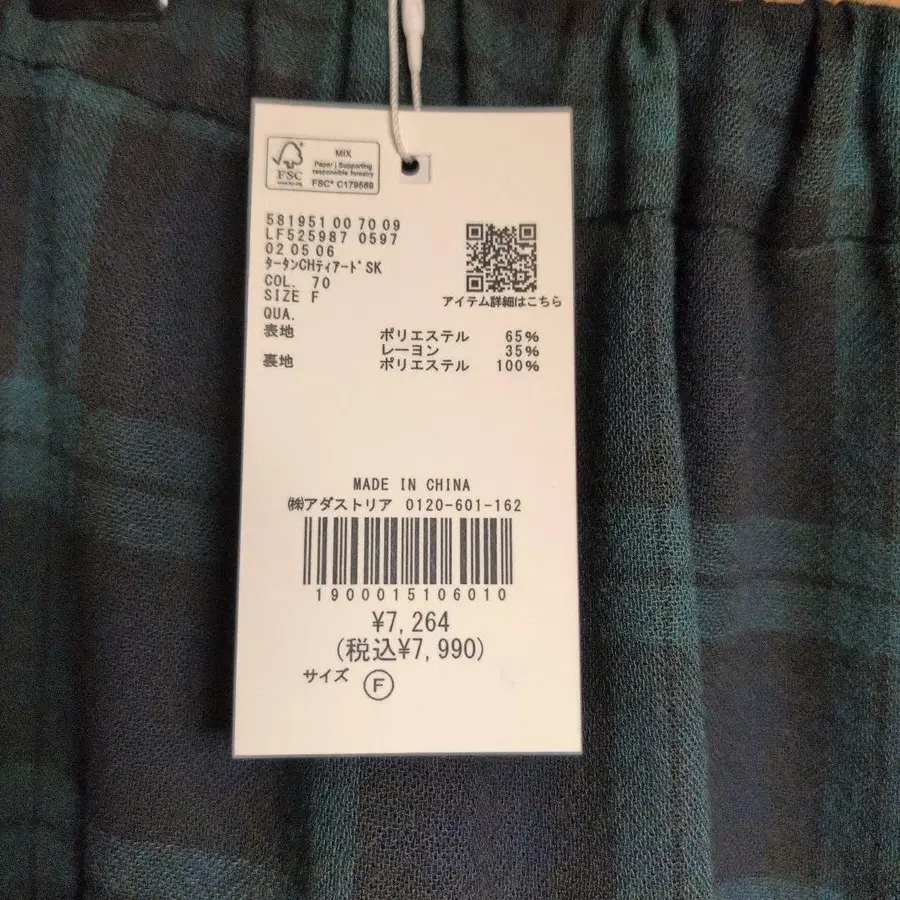 FSC
www.fsc.org
MIX
Paper | Supporting
responsible forestry
FSC® C179569
581951 00 70 09
LF525987 0597
02 05 06
ﾀｰﾀﾝCHﾃｨｱｰﾄﾞSK
COL. 70
SIZE F
QUA.
アイテム詳細はこちら
表地 ポリエステル 65%
レーヨン 35%
裏地 ポリエステル 100%
MADE IN CHINA
㈱アダストリア 0120-601-162
1900015106010
¥7,264
(税込¥7,990)
サイズ F